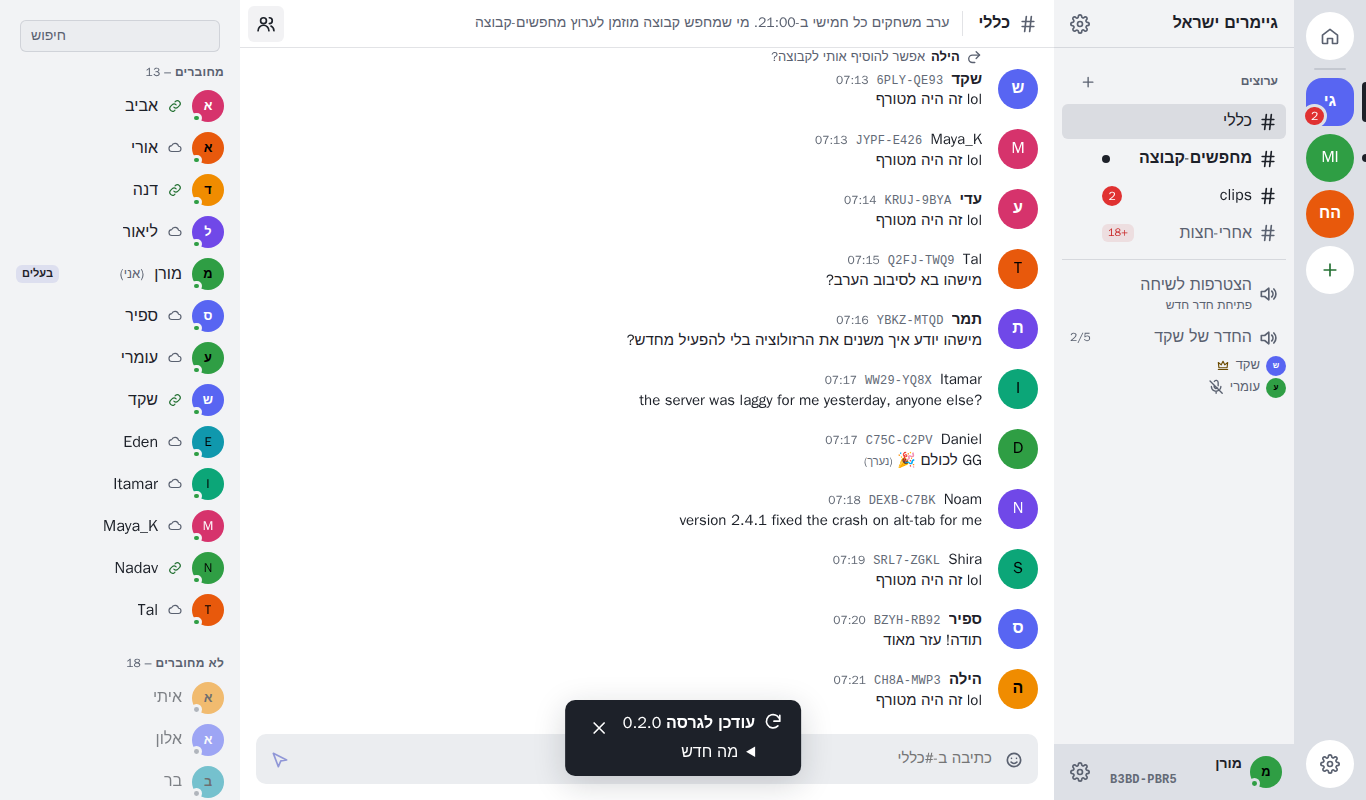 גי
2
MI
הח
גיימרים ישראל
ערוצים
כללי
מחפשים-קבוצה
clips
2
אחרי-חצות
18+
הצטרפות לשיחה
פתיחת חדר חדש
החדר של שקד
2/5
ש
שקד
ע
עומרי
מ
מורן
B3BD-PBR5
כללי
ערב משחקים כל חמישי ב-21:00. מי שמחפש קבוצה מוזמן לערוץ מחפשים-קבוצה
הילה אפשר להוסיף אותי לקבוצה?
ש
שקד 6PLY-QE93 07:13
lol זה היה מטורף
M
Maya_K JYPF-E426 07:13
lol זה היה מטורף
ע
עדי KRUJ-9BYA 07:14
lol זה היה מטורף
T
Tal Q2FJ-TWQ9 07:15
מישהו בא לסיבוב הערב?
ת
תמר YBKZ-MTQD 07:16
מישהו יודע איך משנים את הרזולוציה בלי להפעיל מחדש?
I
Itamar WW29-YQ8X 07:17
the server was laggy for me yesterday, anyone else?
D
Daniel C75C-C2PV 07:17
GG לכולם 🎉 (נערך)
N
Noam DEXB-C7BK 07:18
version 2.4.1 fixed the crash on alt-tab for me
S
Shira SRL7-ZGKL 07:19
lol זה היה מטורף
ס
ספיר BZYH-RB92 07:20
תודה! עזר מאוד
ה
הילה CH8A-MWP3 07:21
lol זה היה מטורף
עודכן לגרסה 0.2.0
מה חדש
כתיבה ב-#כללי
חיפוש
מחוברים – 13
א
אביב
א
אורי
ד
דנה
ל
ליאור
מ
מורן (אני)
בעלים
ס
ספיר
ע
עומרי
ש
שקד
E
Eden
I
Itamar
M
Maya_K
N
Nadav
T
Tal
לא מחוברים – 18
א
איתי
א
אלון
ב
בר